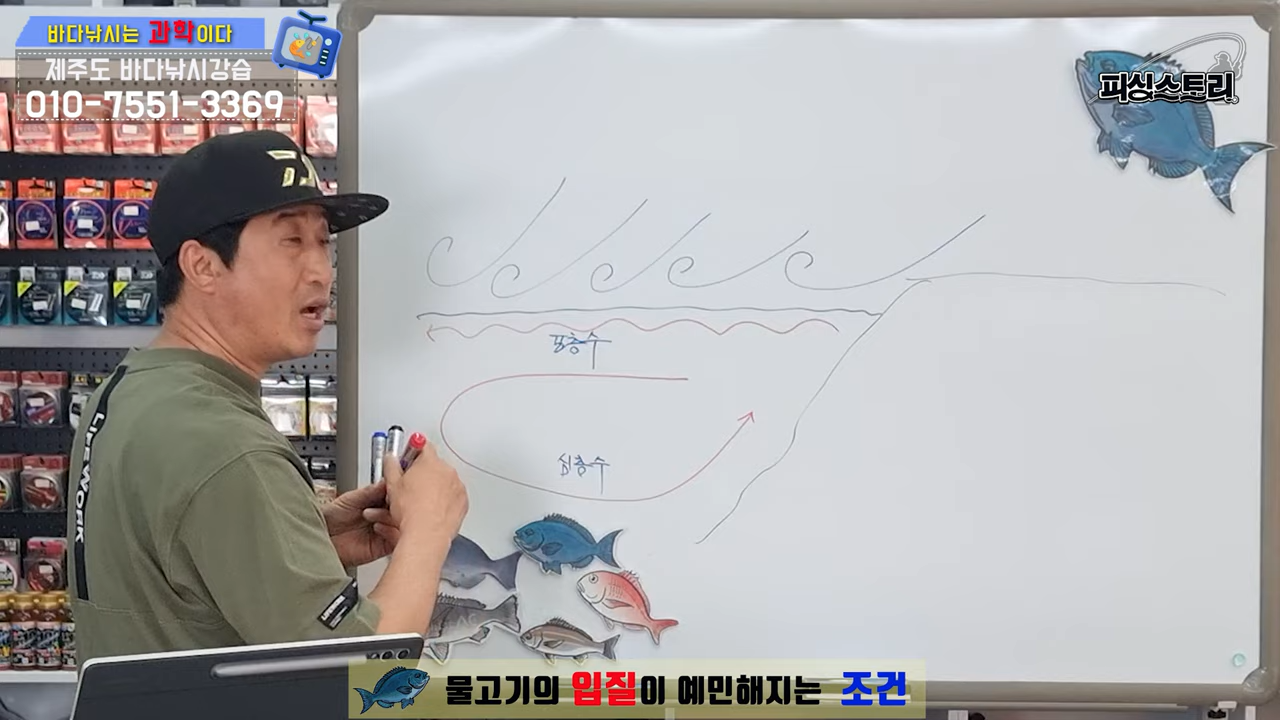 바다낚시는 과학이다
제주도 바다낚시강습
010-7551-3369
피싱스토리
표층수
심층수
LIFEWORK
물고기의 입질이 예민해지는 조건